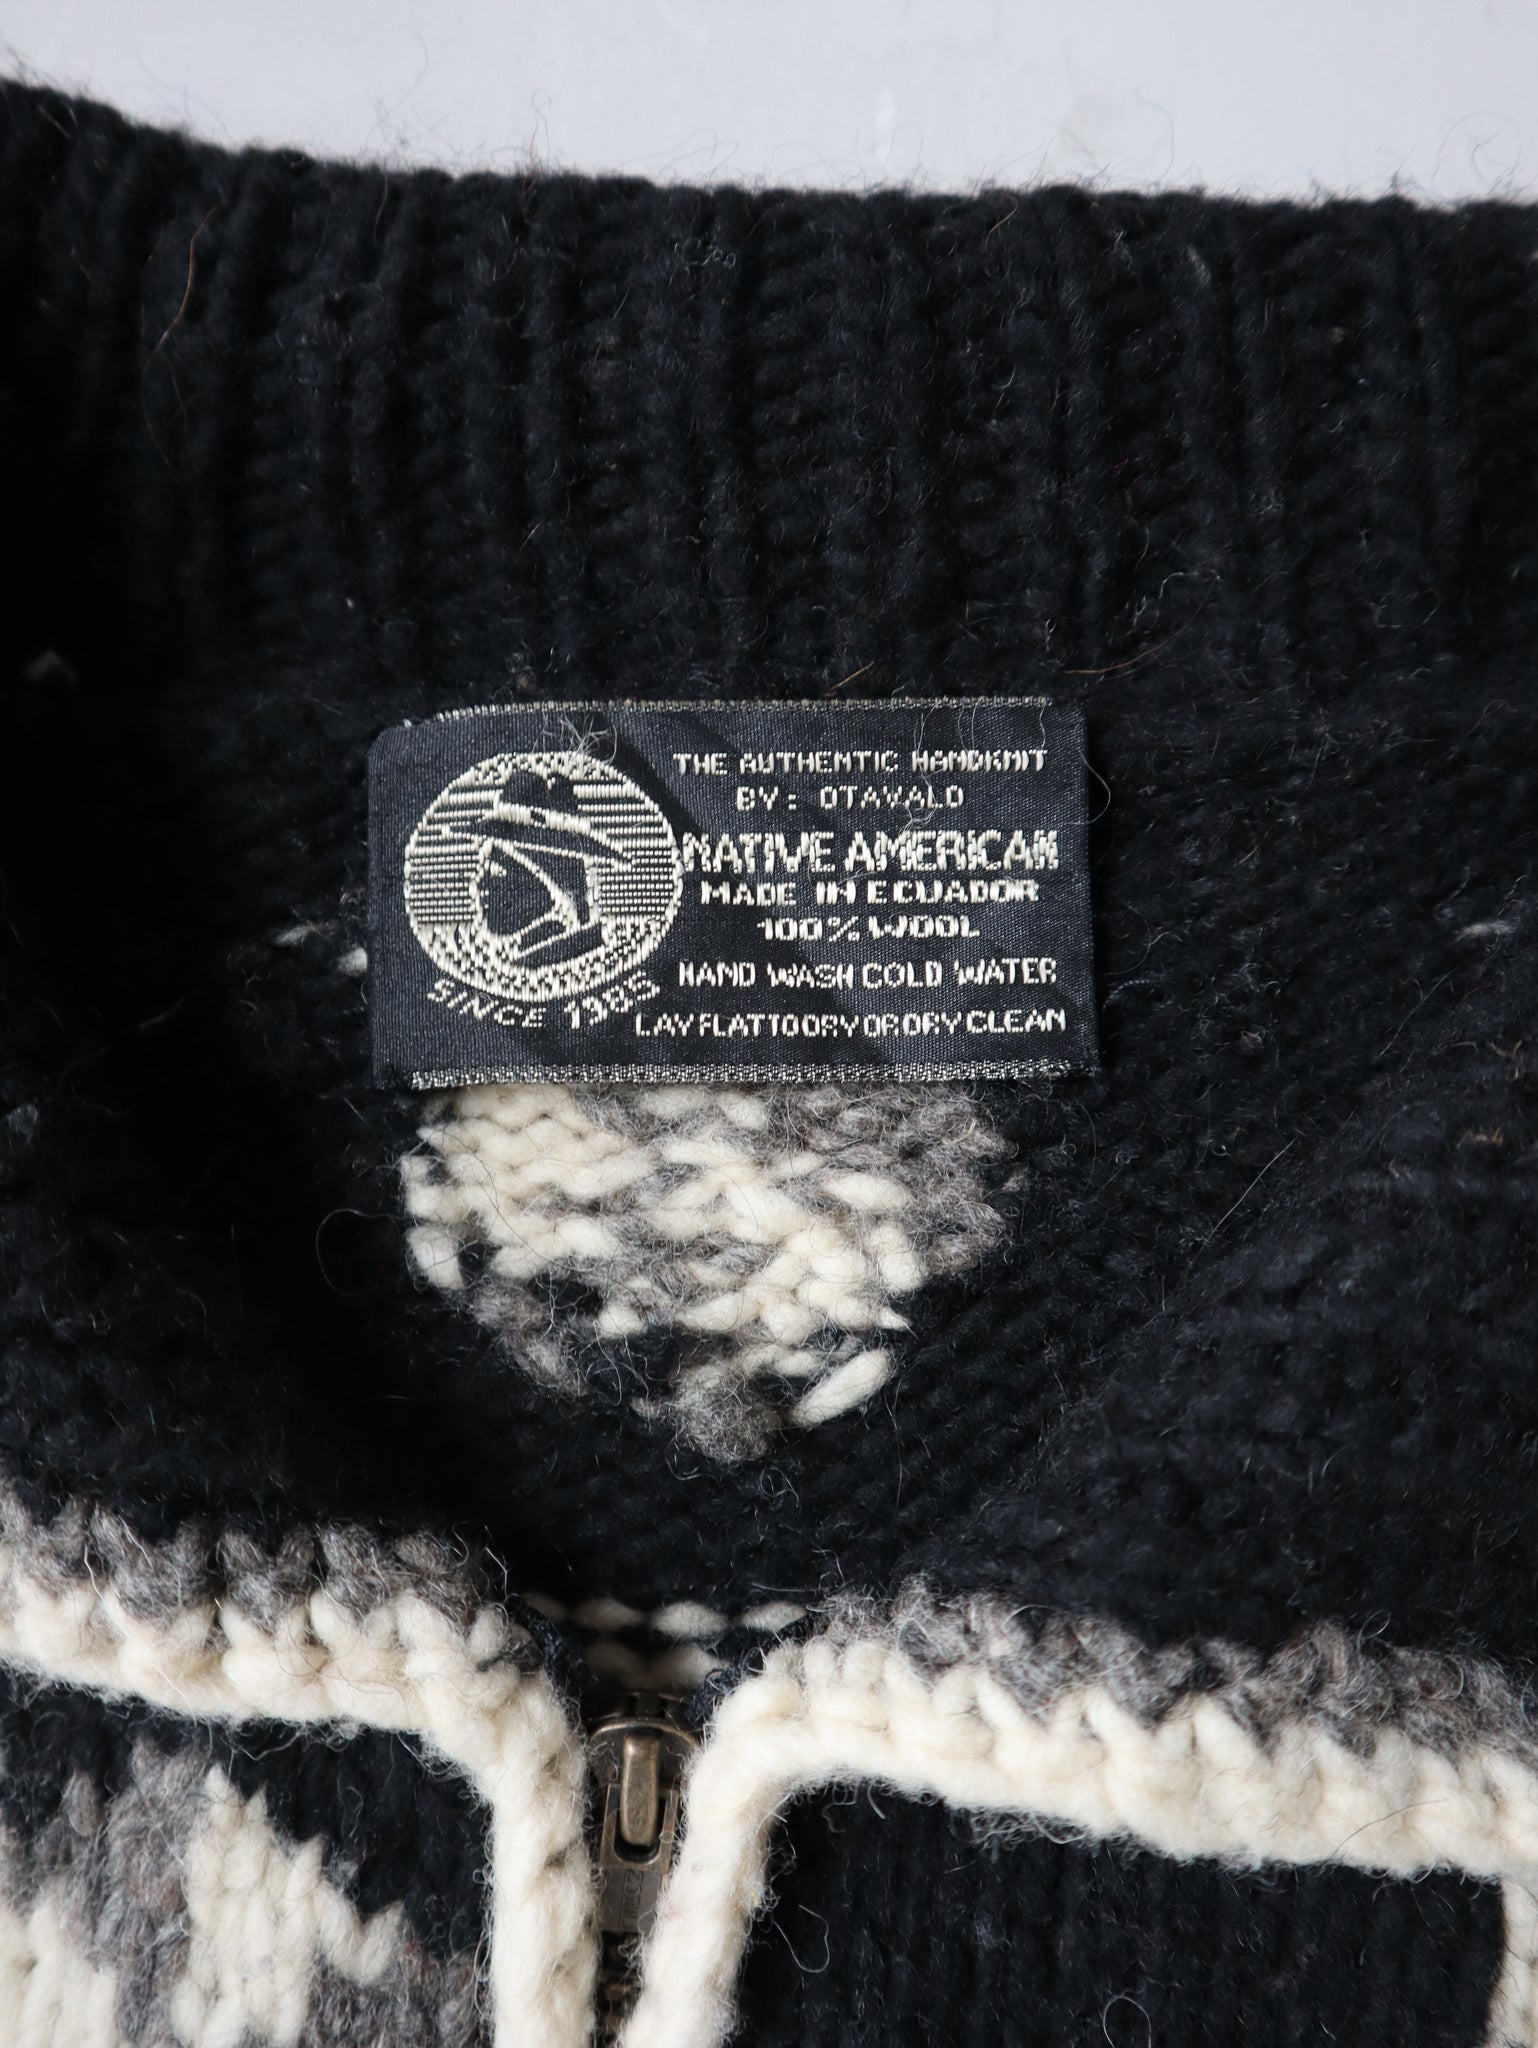 THE AUTHENTIC HANDKNIT
BY: OTAVALO
NATIVE AMERICAN
MADE IN ECUADOR
100% WOOL
HAND WASH COLD WATER
LAY FLAT TO DRY OR DRY CLEAN
SINCE 1985